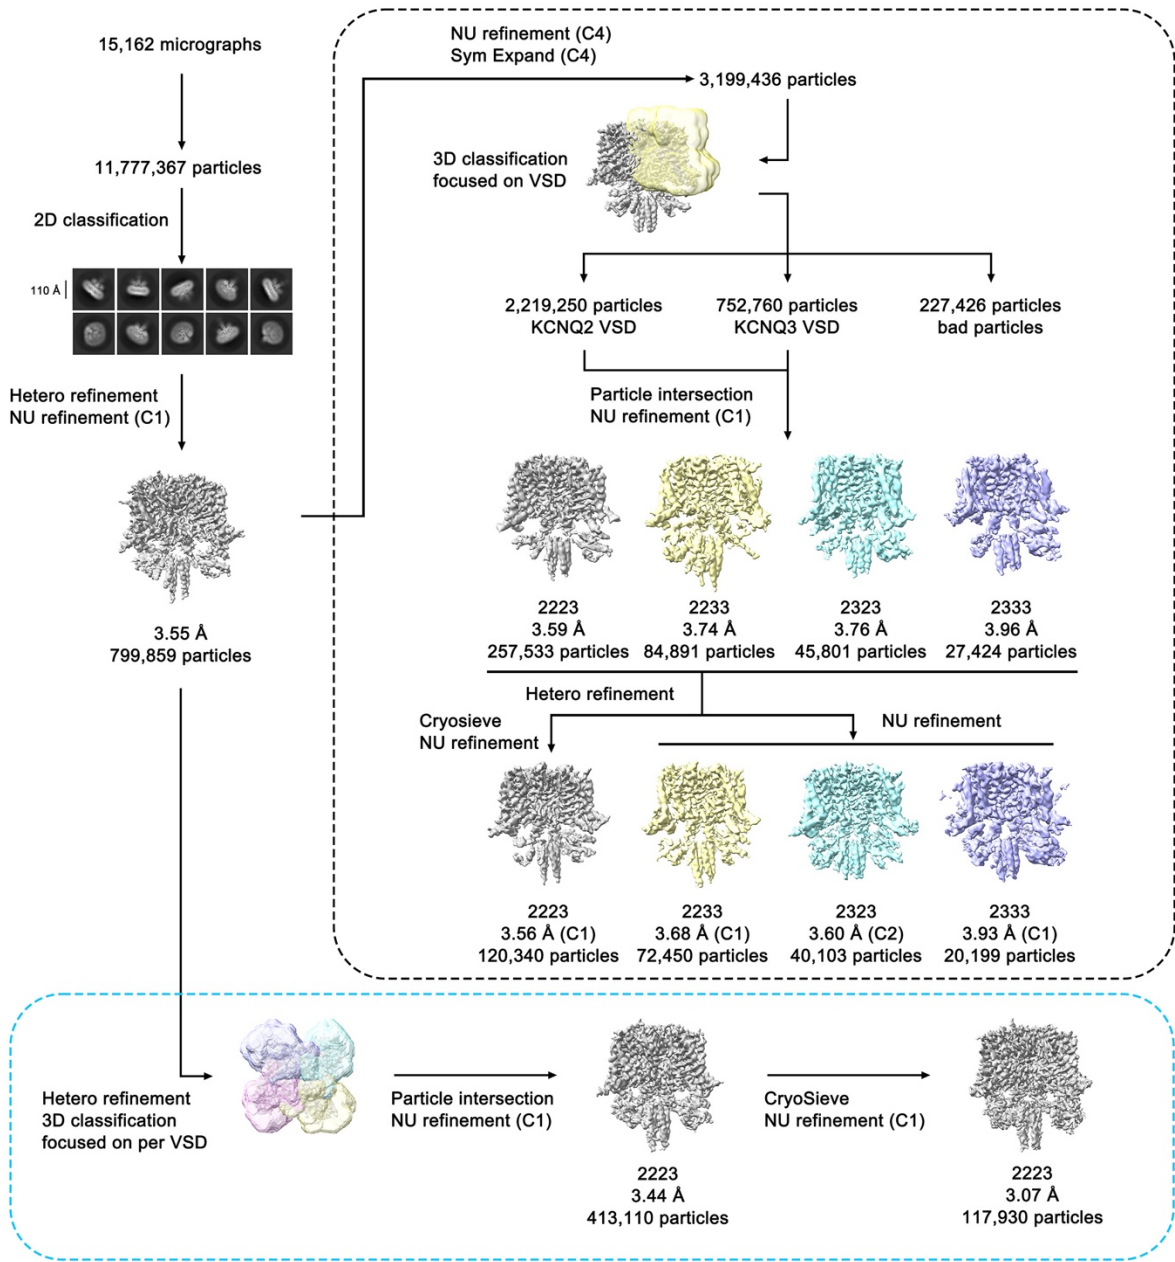 15,162 micrographs
11,777,367 particles
2D classification
110 Å
Hetero refinement
NU refinement (C1)
3.55 Å
799,859 particles
NU refinement (C4)
Sym Expand (C4)
3,199,436 particles
3D classification
focused on VSD
2,219,250 particles
KCNQ2 VSD
752,760 particles
KCNQ3 VSD
227,426 particles
bad particles
Particle intersection
NU refinement (C1)
2223
3.59 Å
257,533 particles
2233
3.74 Å
84,891 particles
2323
3.76 Å
45,801 particles
2333
3.96 Å
27,424 particles
Hetero refinement
Cryosieve
NU refinement
NU refinement
2223
3.56 Å (C1)
120,340 particles
2233
3.68 Å (C1)
72,450 particles
2323
3.60 Å (C2)
40,103 particles
2333
3.93 Å (C1)
20,199 particles
Hetero refinement
3D classification
focused on per VSD
Particle intersection
NU refinement (C1)
2223
3.44 Å
413,110 particles
CryoSieve
NU refinement (C1)
2223
3.07 Å
117,930 particles